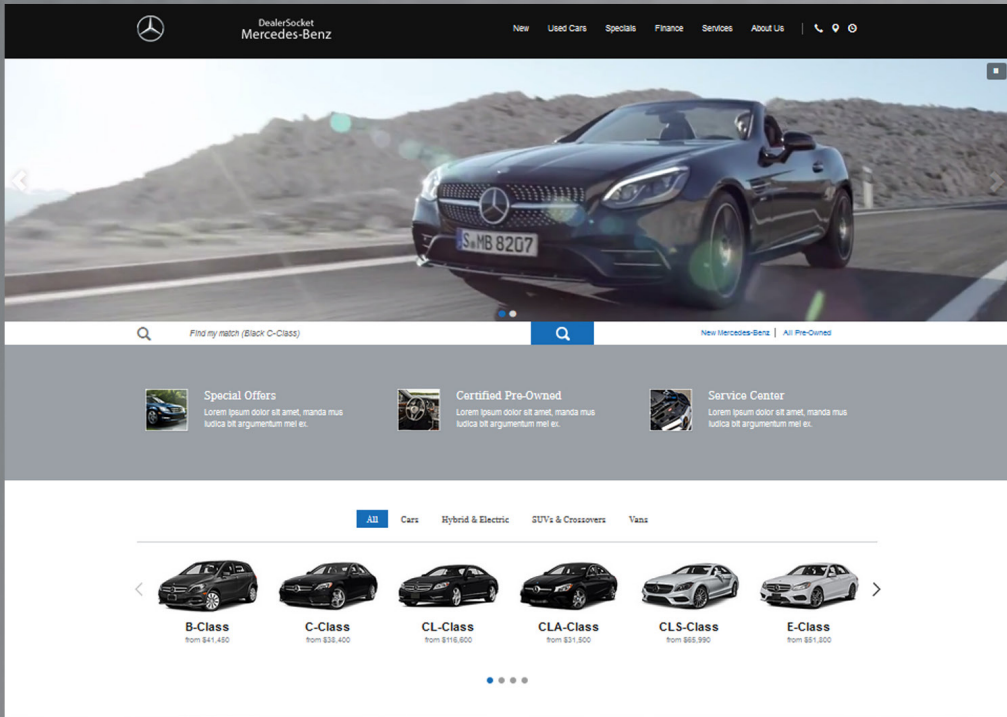 DealerSocket
Mercedes-Benz
New Used Cars Specials Finance Services About Us
S MB 8207
Find my match (Black C-Class)
New Mercedes-Benz | All Pre-Owned
Special Offers
Lorem ipsum dolor sit amet, manda mus
iudica bit argumentum mel ex.
Certified Pre-Owned
Lorem ipsum dolor sit amet, manda mus
iudica bit argumentum mel ex.
Service Center
Lorem ipsum dolor sit amet, manda mus
iudica bit argumentum mel ex.
All Cars Hybrid & Electric SUVs & Crossovers Vans
B-Class
from $41,450
C-Class
from $38,400
CL-Class
from $116,600
CLA-Class
from $31,500
CLS-Class
from $65,990
E-Class
from $51,800